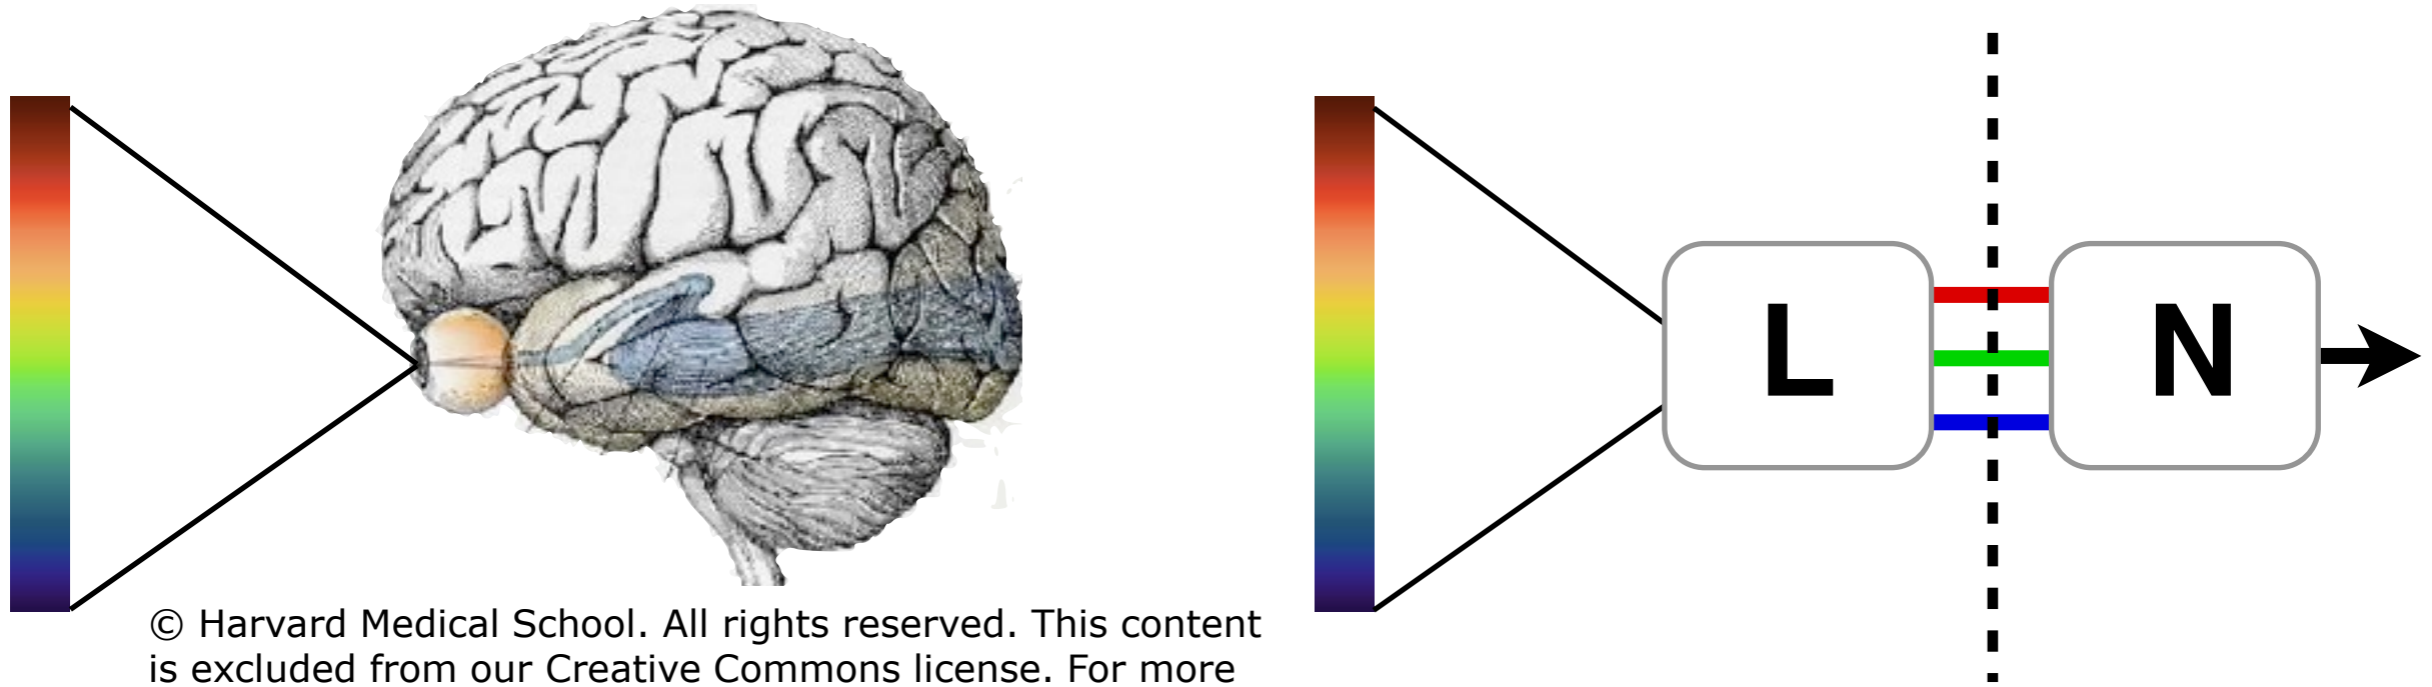 L N
© Harvard Medical School. All rights reserved. This content
is excluded from our Creative Commons license. For more